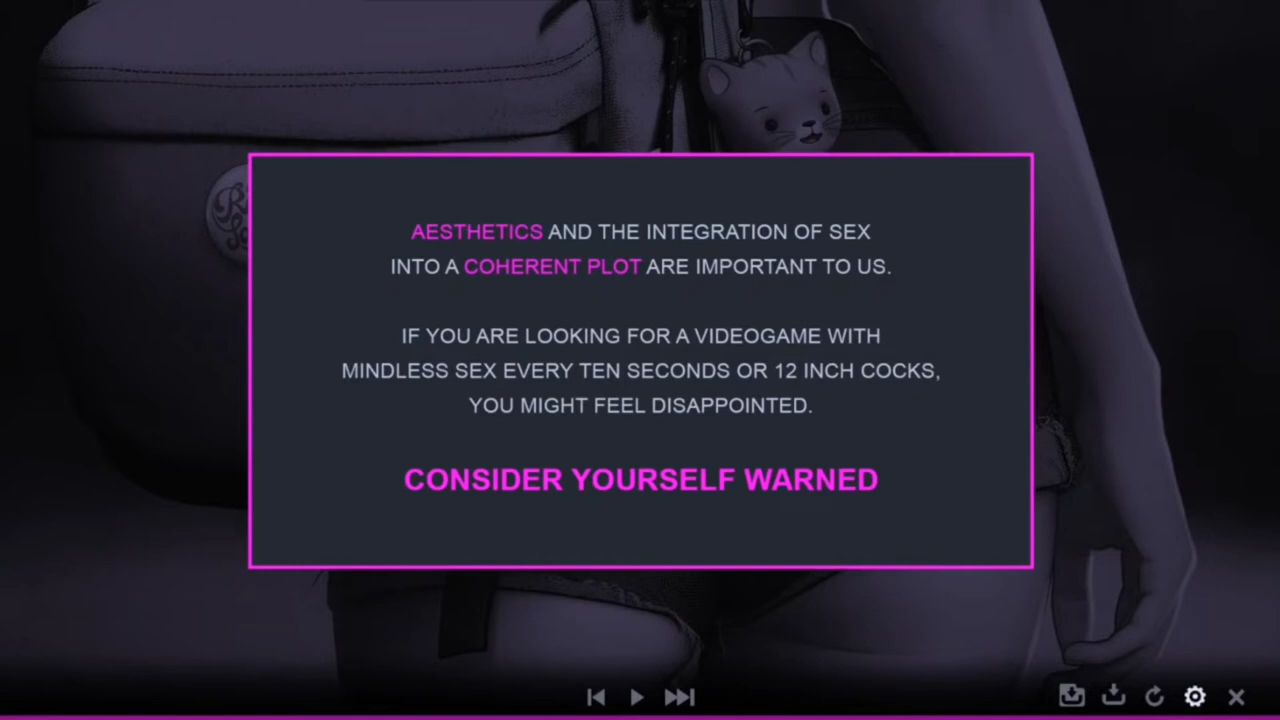 AESTHETICS AND THE INTEGRATION OF SEX
INTO A COHERENT PLOT ARE IMPORTANT TO US.
IF YOU ARE LOOKING FOR A VIDEOGAME WITH
MINDLESS SEX EVERY TEN SECONDS OR 12 INCH COCKS,
YOU MIGHT FEEL DISAPPOINTED.
CONSIDER YOURSELF WARNED